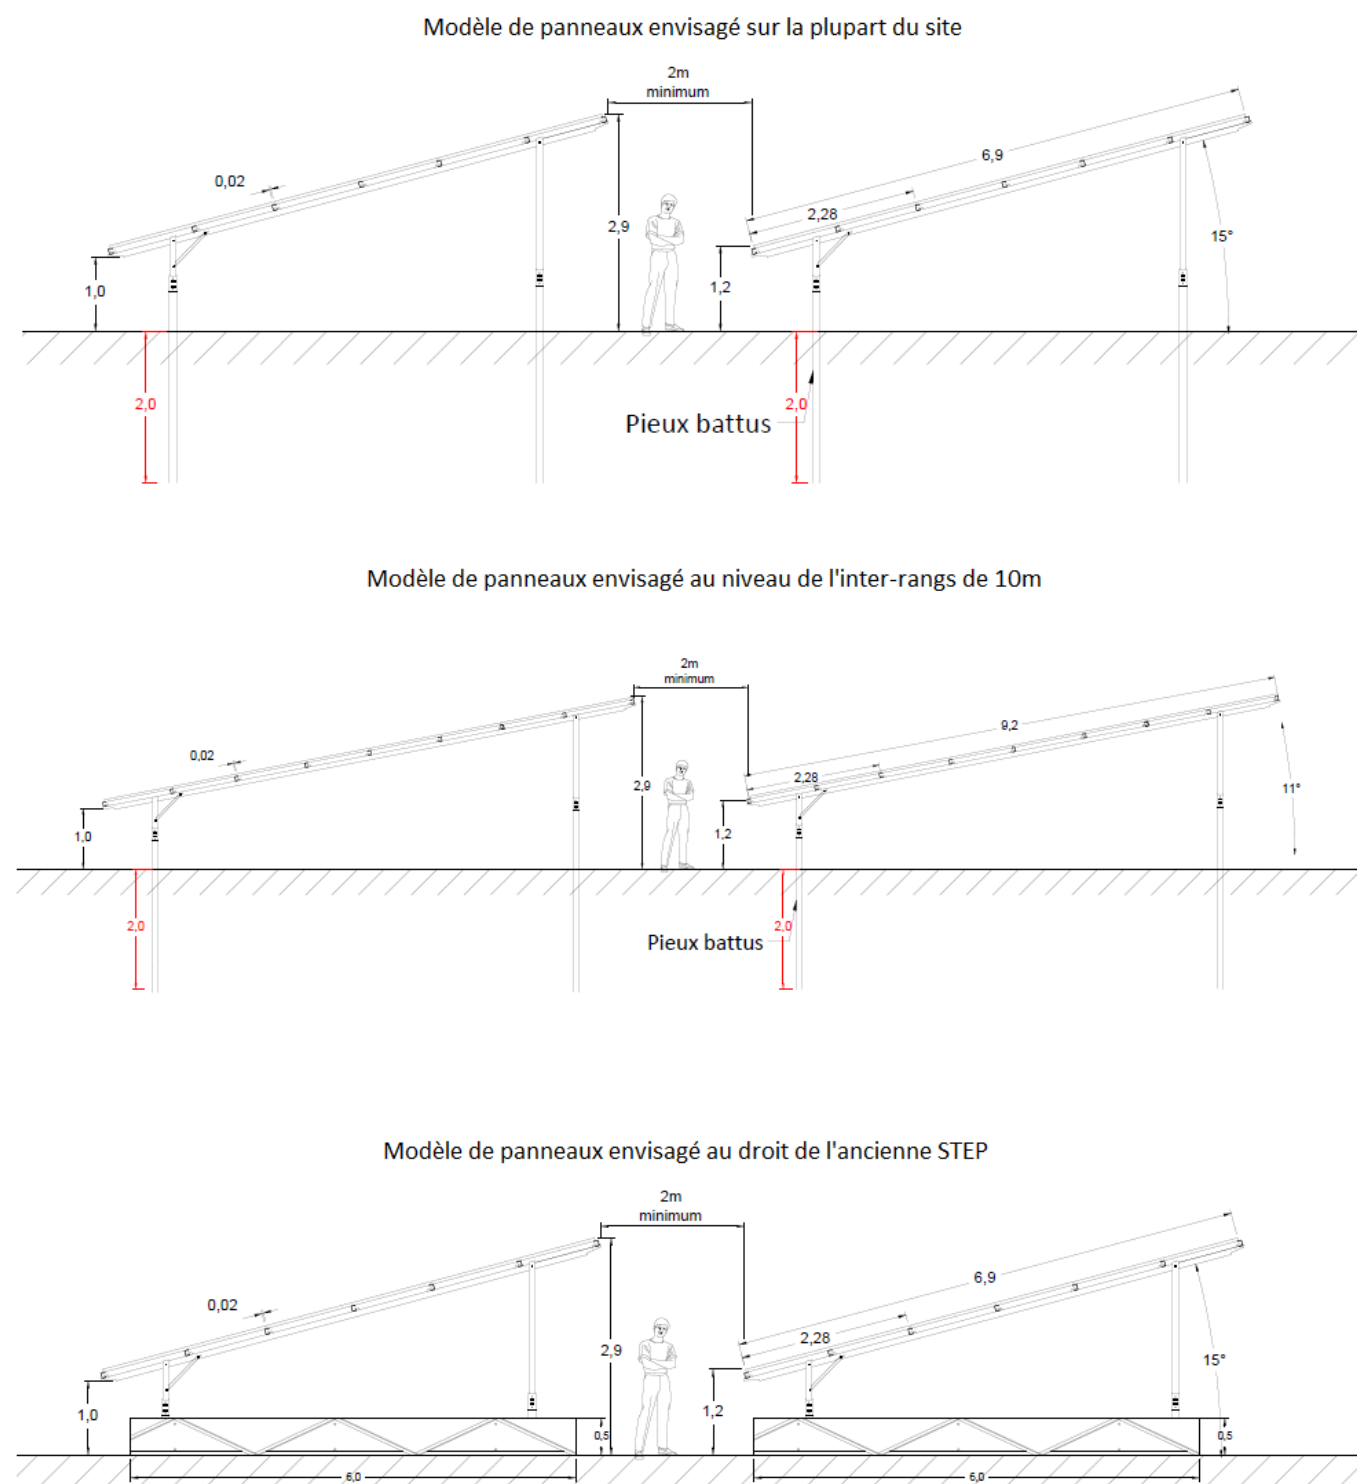 Modèle de panneaux envisagé sur la plupart du site
2m
minimum
6,9
0,02
2,28
2,9
15°
1,0
1,2
2,0
2,0
Pieux battus
Modèle de panneaux envisagé au niveau de l'inter-rangs de 10m
2m
minimum
9,2
0,02
2,28
2,9
11°
1,0
1,2
2,0
2,0
Pieux battus
Modèle de panneaux envisagé au droit de l'ancienne STEP
2m
minimum
6,9
0,02
2,28
2,9
15°
1,0
1,2
0,5
0,5
6,0
6,0